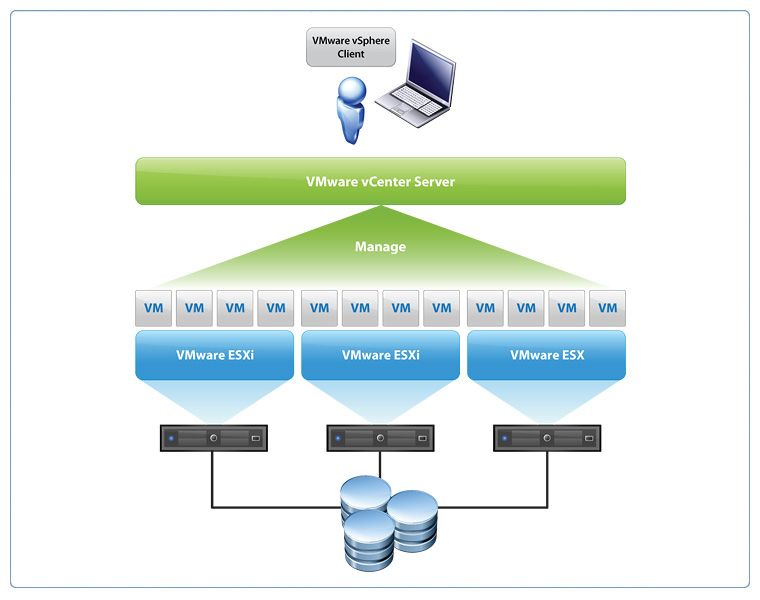 VMware vSphere
Client
VMware vCenter Server
Manage
VM VM VM VM VM VM VM VM VM VM VM VM
VMware ESXi VMware ESXi VMware ESX